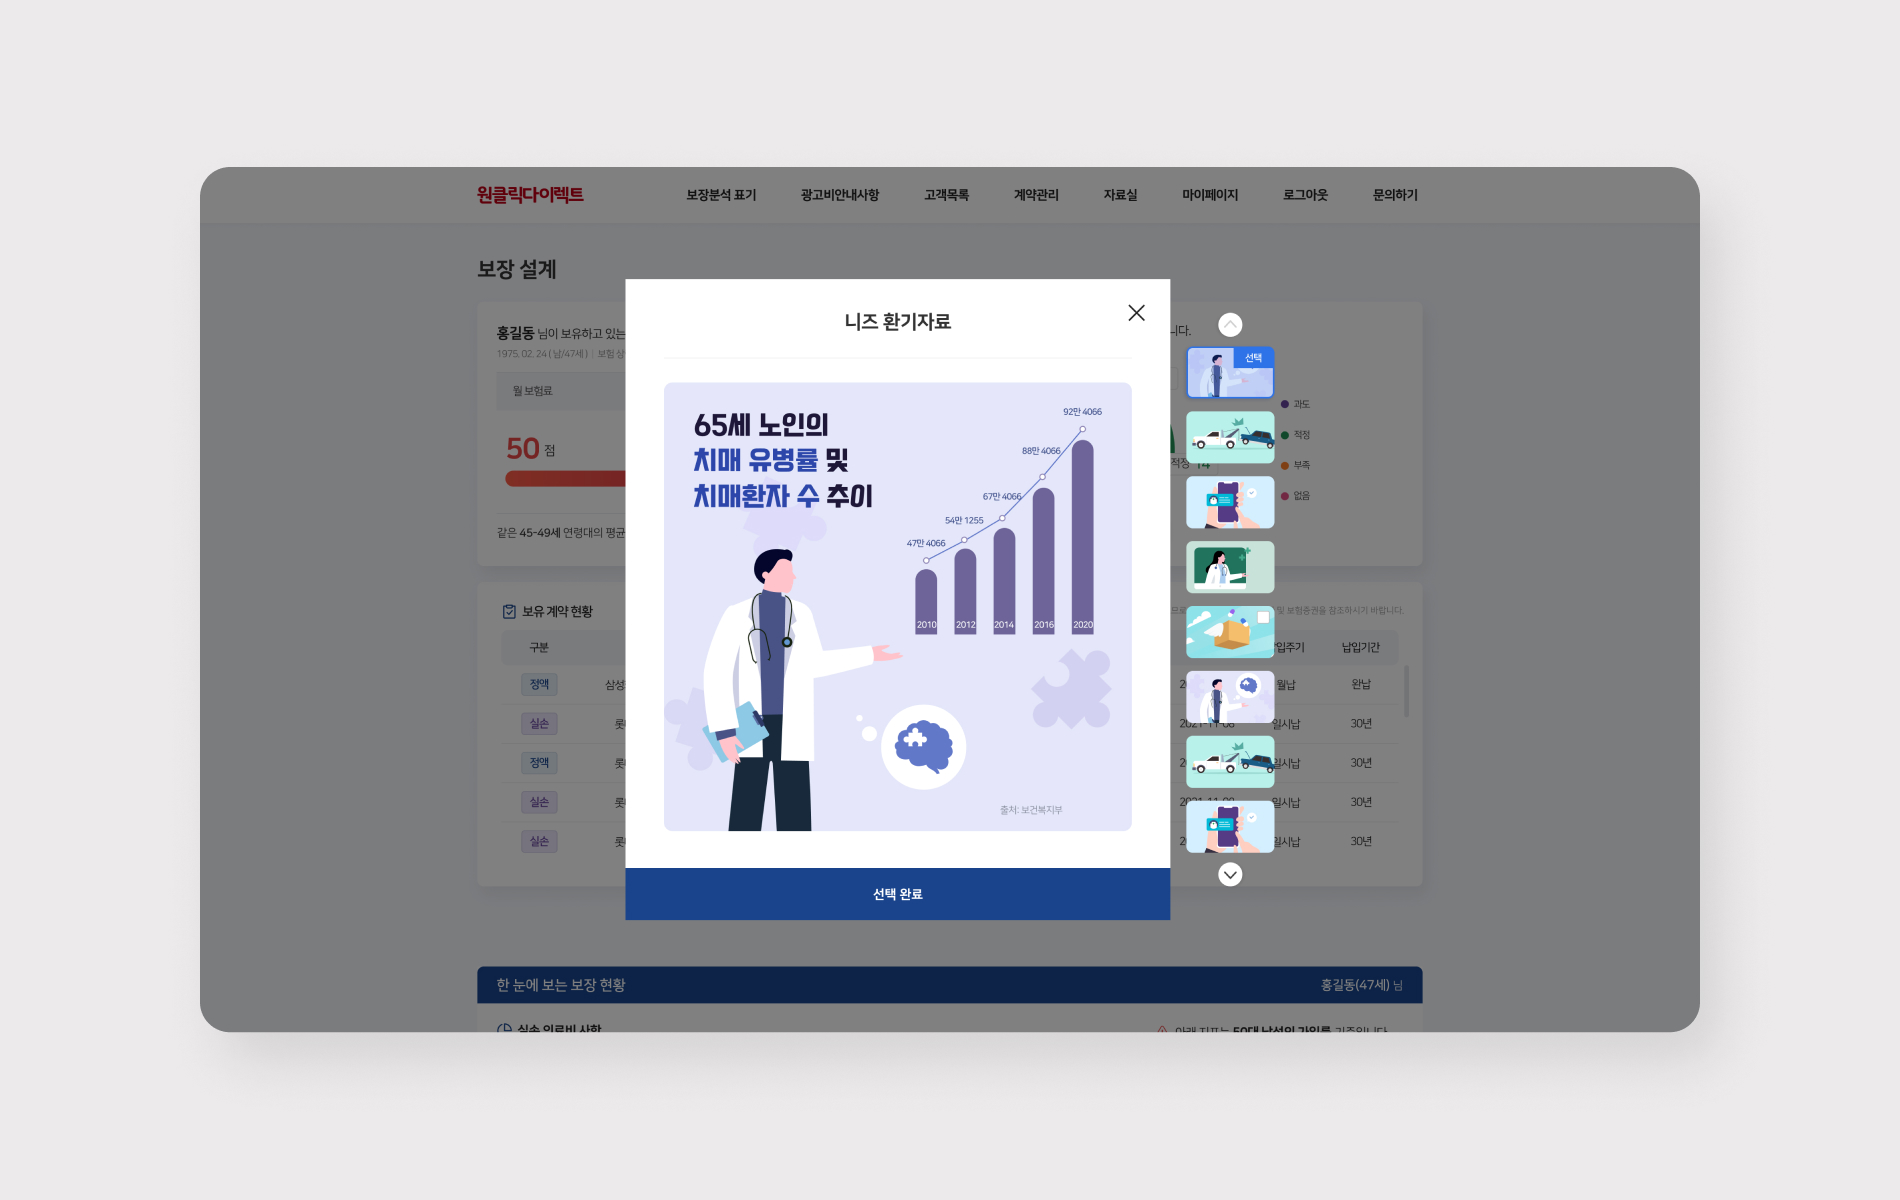 원클릭다이렉트
보장분석 표기
광고비안내사항
고객목록
계약관리
자료실
마이페이지
로그아웃
문의하기
보장 설계
홍길동 님이 보유하고 있는
니다.
1975. 02. 24 ( 남/47세 ) | 보험 상
월 보험료
50 점
같은 45-49세 연령대의 평균
과도
적정
부족
없음
적정 14
니즈 환기자료
65세 노인의
치매 유병률 및
치매환자 수 추이
47만 4066
54만 1255
67만 4066
88만 4066
92만 4066
2010
2012
2014
2016
2020
출처: 보건복지부
선택 완료
선택
보유 계약 현황
및 보험증권을 참조하시기 바랍니다.
구분
입주기
납입기간
정액
삼성
월납
완납
실손
롯
2021-11-08
일시납
30년
정액
롯
일시납
30년
실손
롯
2021-11-08
일시납
30년
실손
롯
일시납
30년
한 눈에 보는 보장 현황
홍길동(47세) 님
실손 의료비 사항
아래 지표는 50대 남성의 가입률 기준입니다